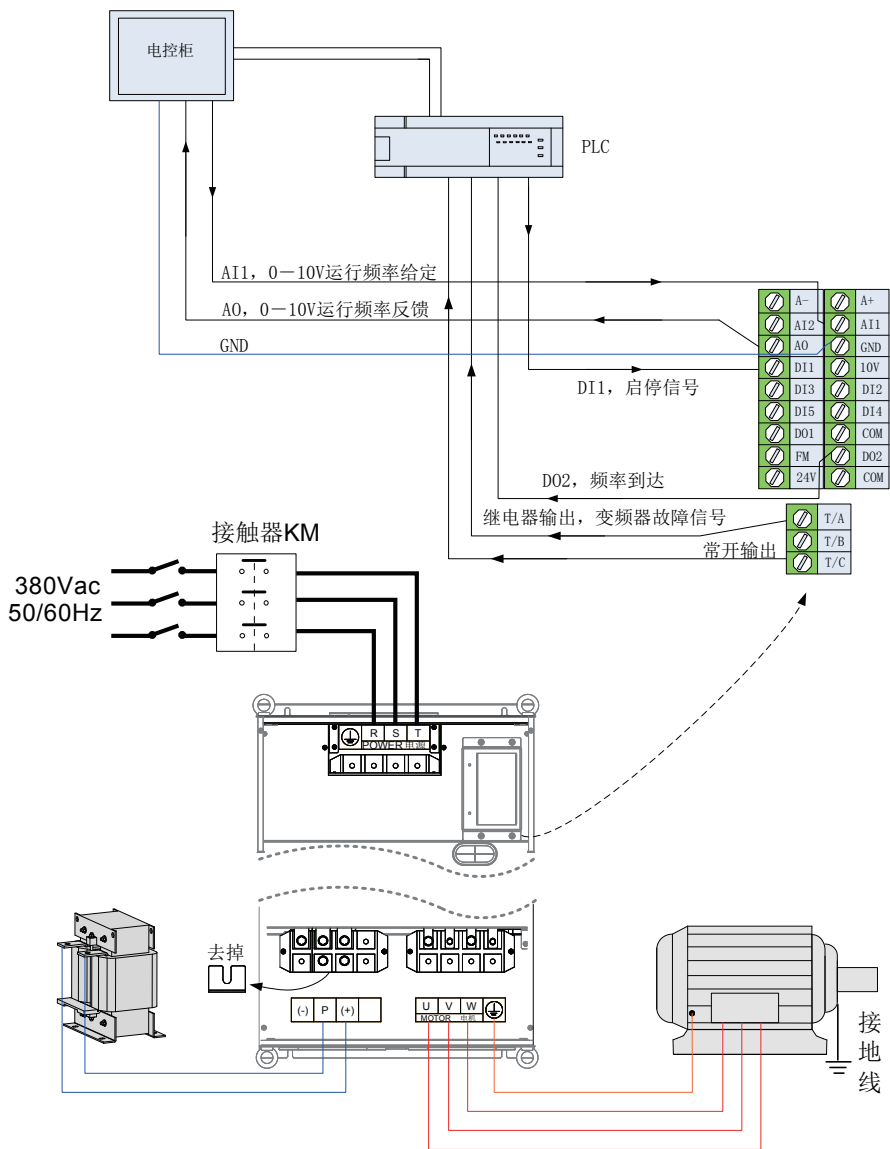 电控柜
PLC
AI1，0－10V运行频率给定
AO，0－10V运行频率反馈
GND
DI1，启停信号
DO2，频率到达
继电器输出，变频器故障信号
常开输出
A-
A+
AI2
AI1
AO
GND
DI1
10V
DI3
DI2
DI5
DI4
DO1
COM
FM
DO2
24V
COM
T/A
T/B
T/C
接触器KM
380Vac
50/60Hz
R S T
POWER 电源
去掉
(-) P (+)
U V W
MOTOR 电机
接地线